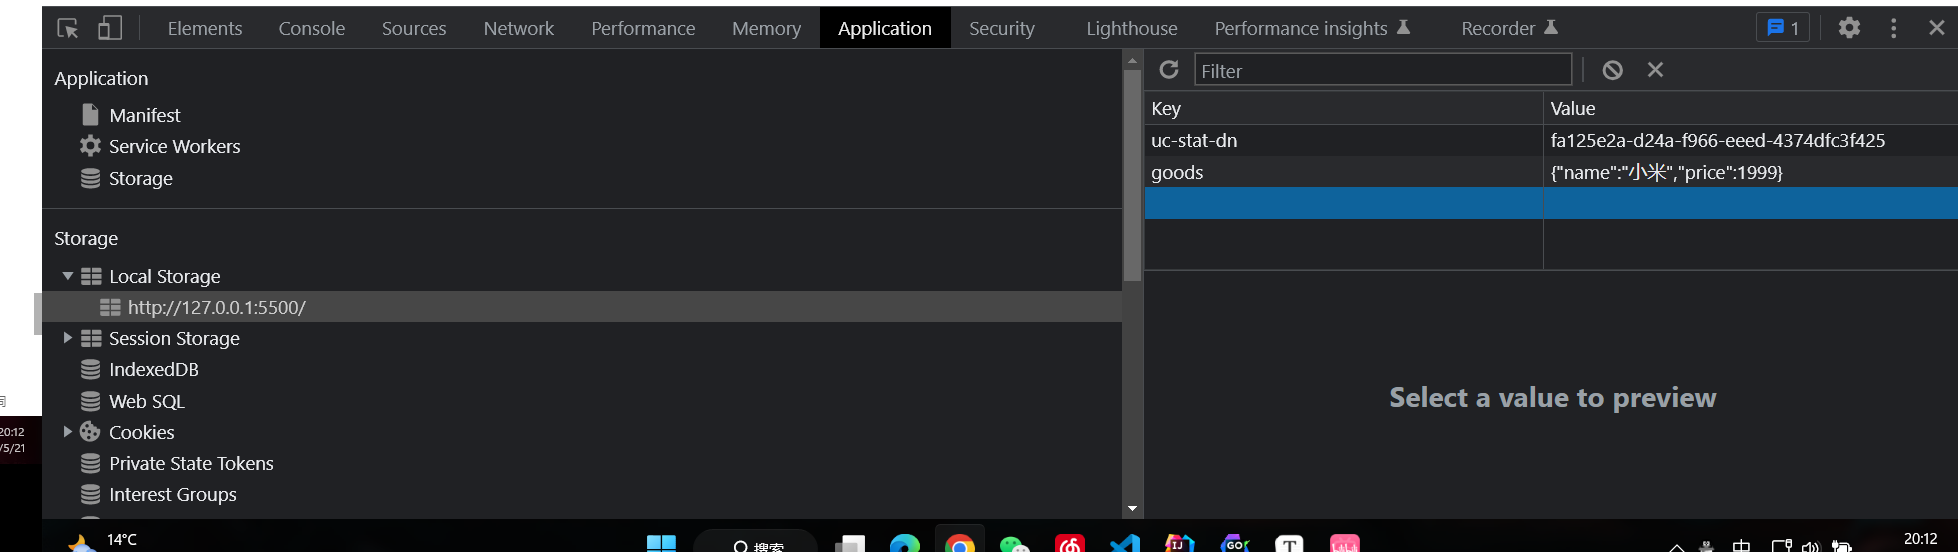 Elements Console Sources Network Performance Memory Application Security Lighthouse Performance insights Recorder 1
Application
Manifest
Service Workers
Storage
Storage
Local Storage
http://127.0.0.1:5500/
Session Storage
IndexedDB
Web SQL
Cookies
Private State Tokens
Interest Groups
Filter
Key Value
uc-stat-dn fa125e2a-d24a-f966-eeed-4374dfc3f425
goods {"name":"小米","price":1999}
Select a value to preview
20:12
/5/21
14°C
搜索
IJ
GO
T
中
20:12